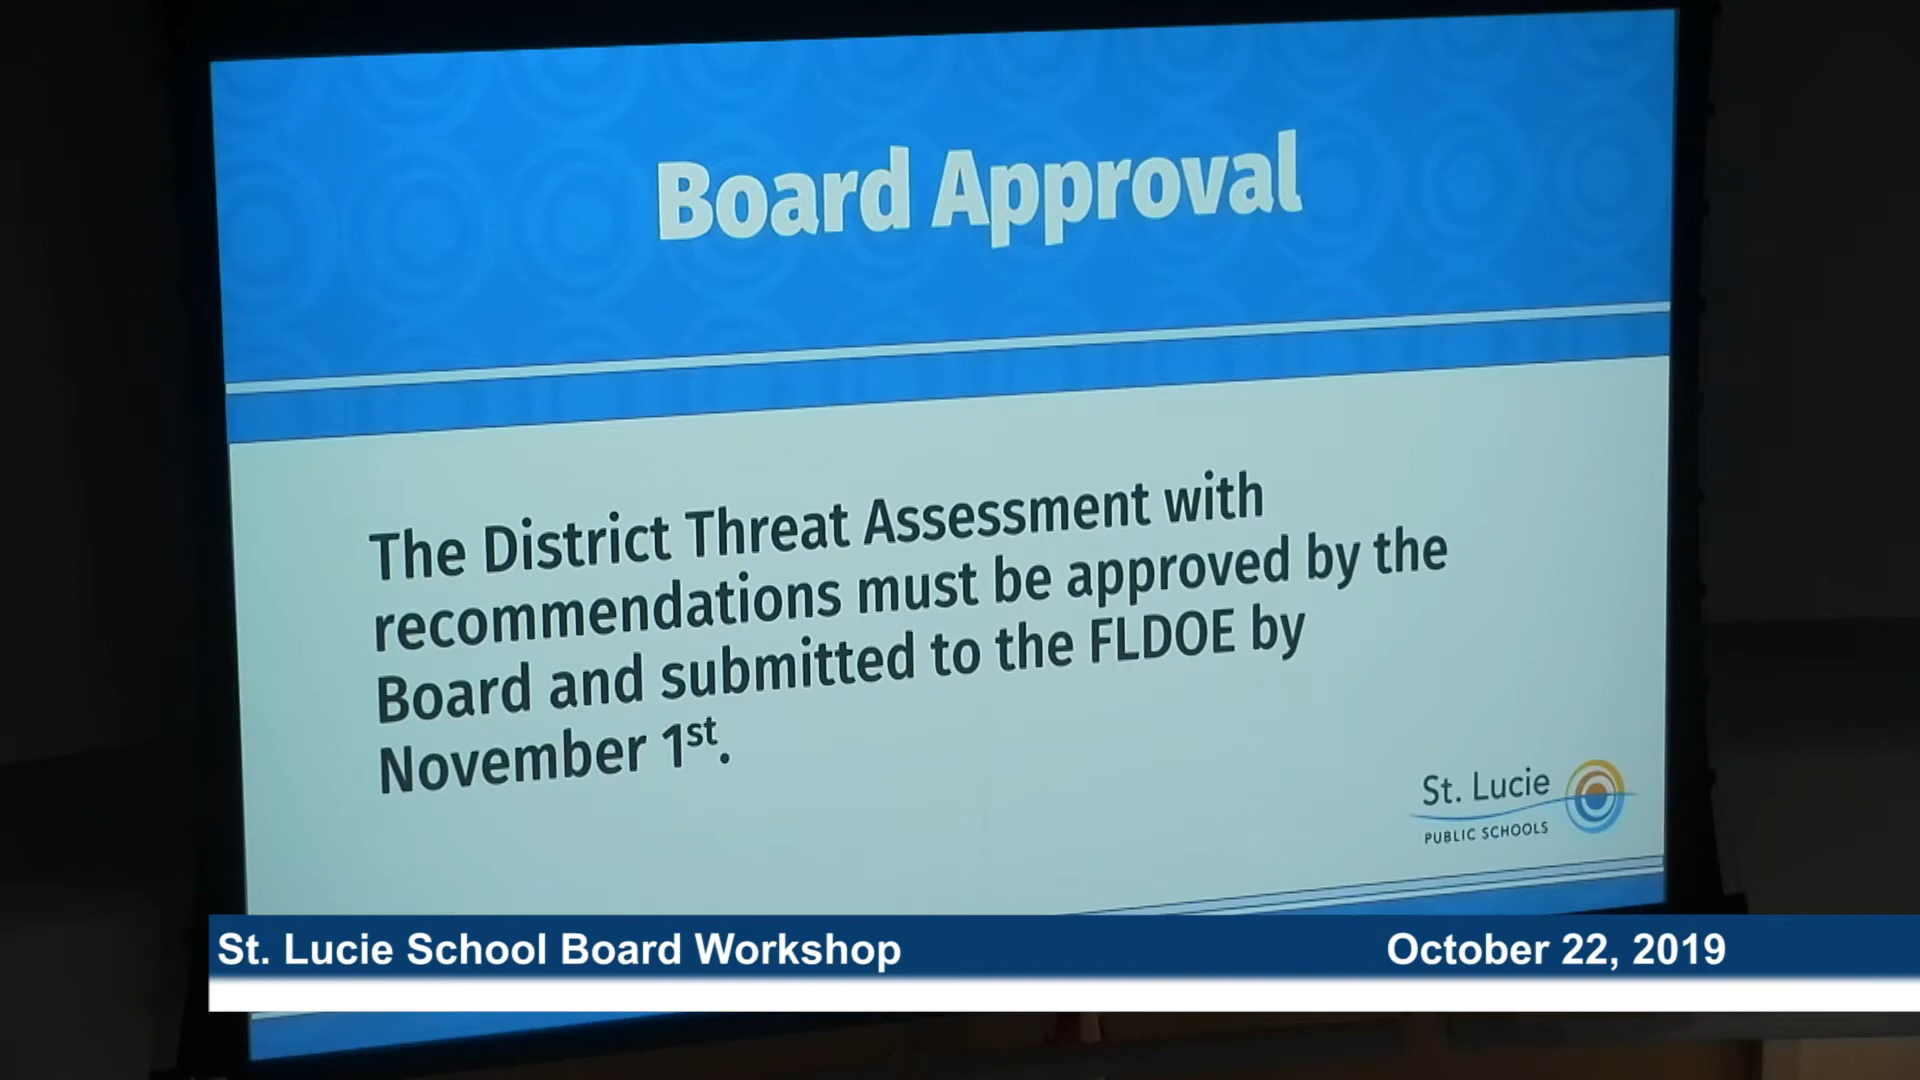 Board Approval
The District Threat Assessment with
recommendations must be approved by the
Board and submitted to the FLDOE by
November 1st.
St. Lucie
PUBLIC SCHOOLS
St. Lucie School Board Workshop
October 22, 2019